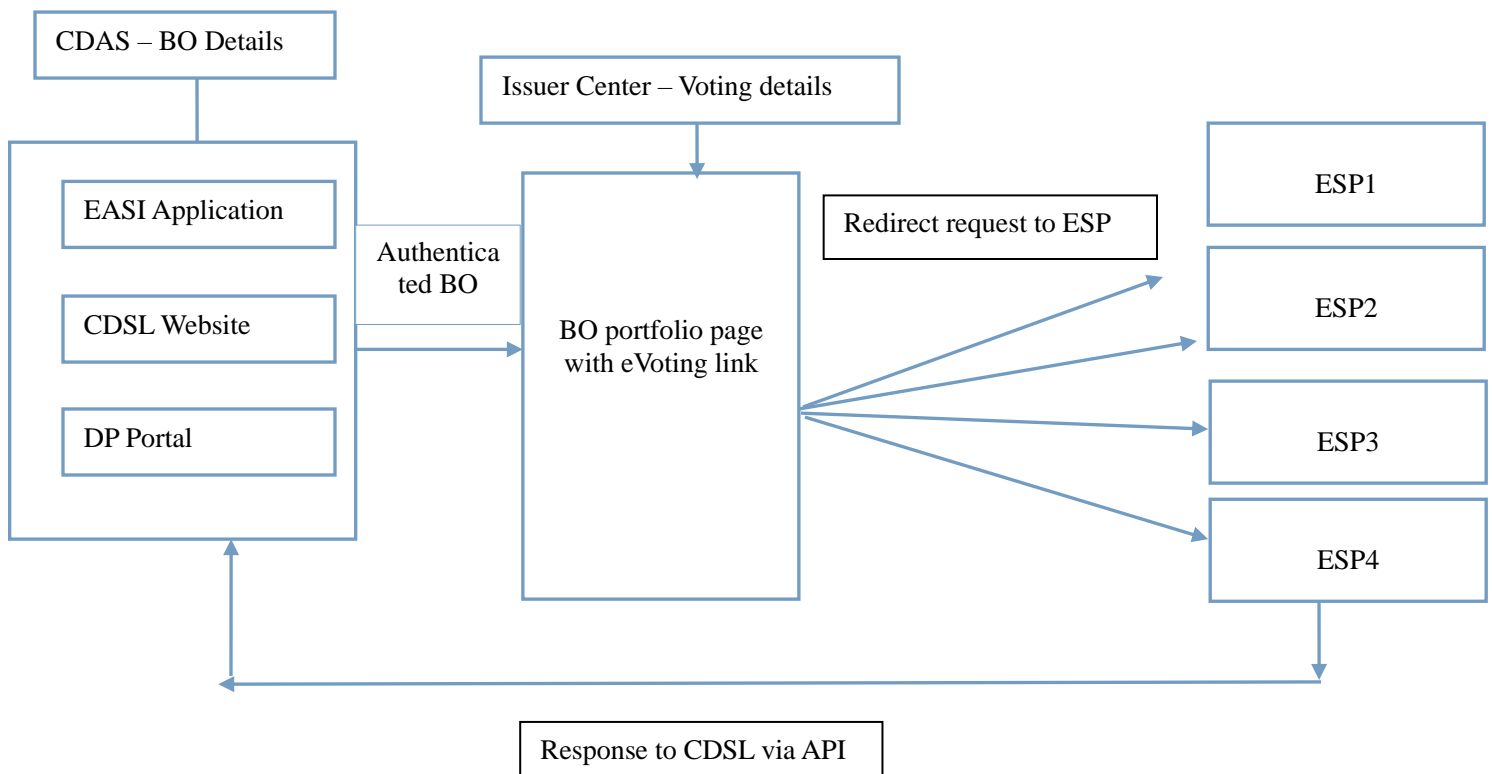 CDAS – BO Details
Issuer Center – Voting details
EASI Application
CDSL Website
DP Portal
Authentica
ted BO
BO portfolio page
with eVoting link
Redirect request to ESP
ESP1
ESP2
ESP3
ESP4
Response to CDSL via API